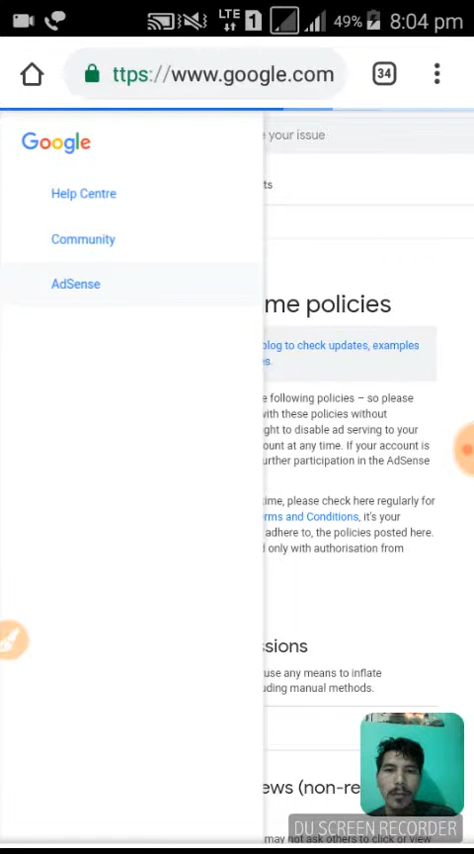 LTE 1 49% 8:04 pm
ttps://www.google.com 34
Google
your issue
Help Centre
ts
Community
AdSense
me policies
blog to check updates, examples
s.
e following policies – so please
with these policies without
ght to disable ad serving to your
ount at any time. If your account is
urther participation in the AdSense
time, please check here regularly for
rms and Conditions, it's your
adhere to, the policies posted here.
d only with authorisation from
ssions
use any means to inflate
uding manual methods.
ews (non-re
DU SCREEN RECORDER
may not ask others to click or view